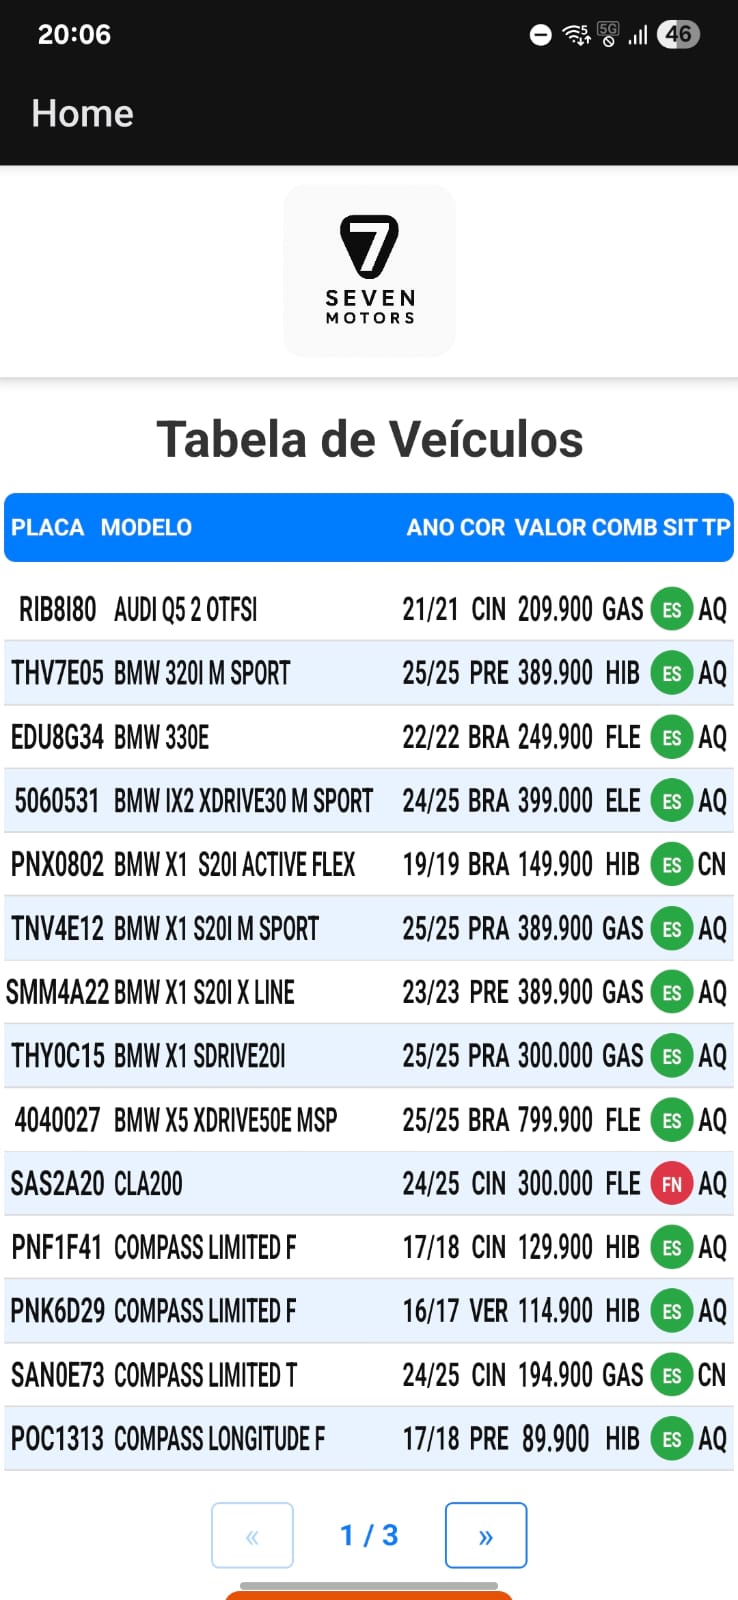 20:06 5 5G 46
Home
7
SEVEN
MOTORS
Tabela de Veículos
PLACA MODELO ANO COR VALOR COMB SIT TP
RIB8I80 AUDI Q5 2 0TFSI 21/21 CIN 209.900 GAS ES AQ
THV7E05 BMW 320I M SPORT 25/25 PRE 389.900 HIB ES AQ
EDU8G34 BMW 330E 22/22 BRA 249.900 FLE ES AQ
5060531 BMW IX2 XDRIVE30 M SPORT 24/25 BRA 399.000 ELE ES AQ
PNX0802 BMW X1 S20I ACTIVE FLEX 19/19 BRA 149.900 HIB ES CN
TNV4E12 BMW X1 S20I M SPORT 25/25 PRA 389.900 GAS ES AQ
SMM4A22 BMW X1 S20I X LINE 23/23 PRE 389.900 GAS ES AQ
THY0C15 BMW X1 SDRIVE20I 25/25 PRA 300.000 GAS ES AQ
4040027 BMW X5 XDRIVE50E MSP 25/25 BRA 799.900 FLE ES AQ
SAS2A20 CLA200 24/25 CIN 300.000 FLE FN AQ
PNF1F41 COMPASS LIMITED F 17/18 CIN 129.900 HIB ES AQ
PNK6D29 COMPASS LIMITED F 16/17 VER 114.900 HIB ES AQ
SAN0E73 COMPASS LIMITED T 24/25 CIN 194.900 GAS ES CN
POC1313 COMPASS LONGITUDE F 17/18 PRE 89.900 HIB ES AQ
« 1 / 3 »